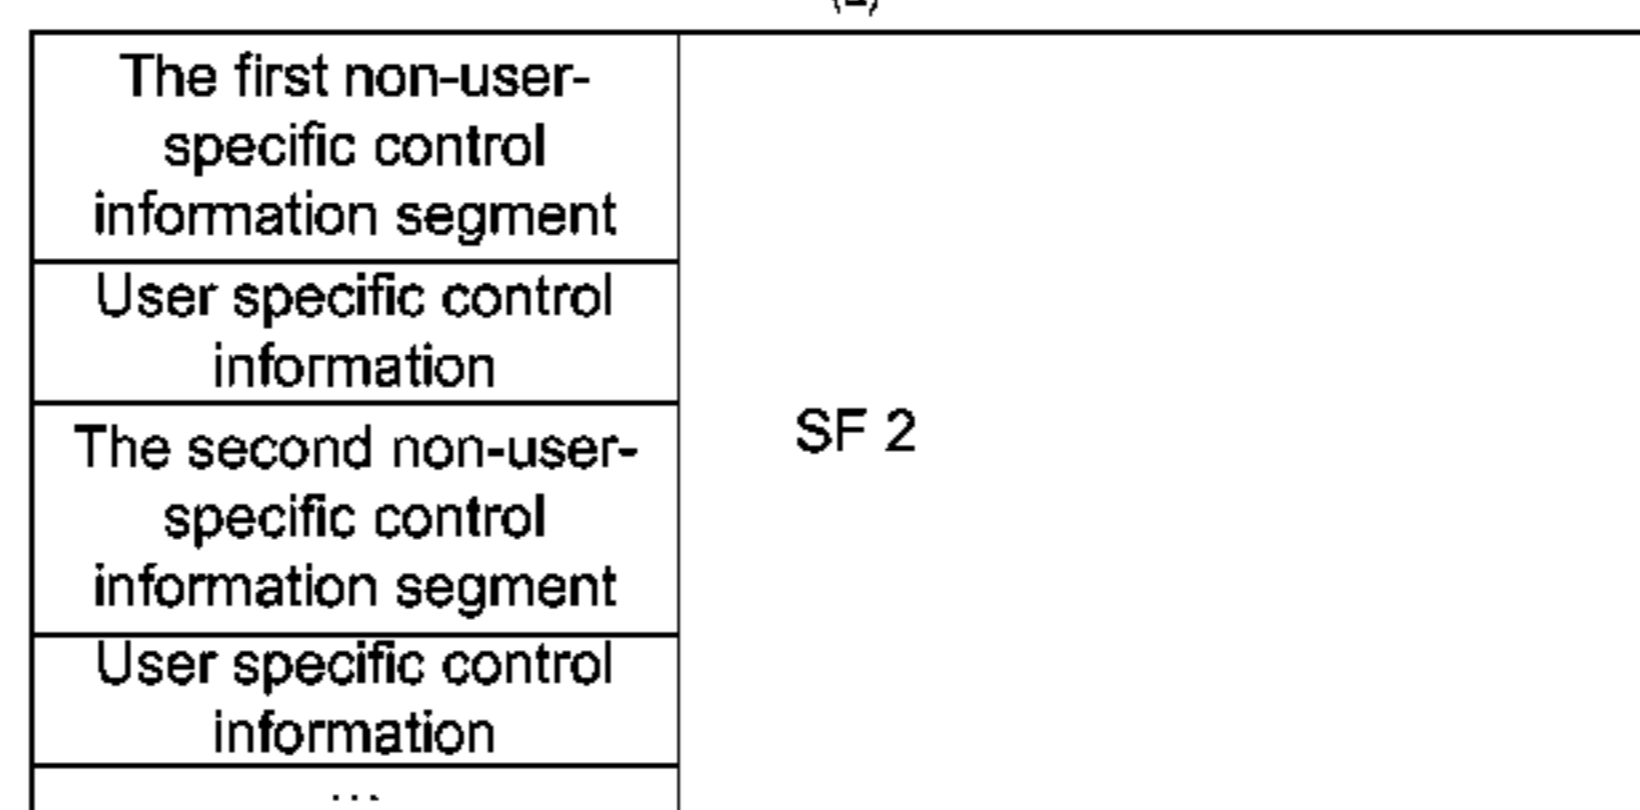 The first non-user-
specific control
information segment
User specific control
information
The second non-user-
specific control
information segment
User specific control
information
...
SF 2